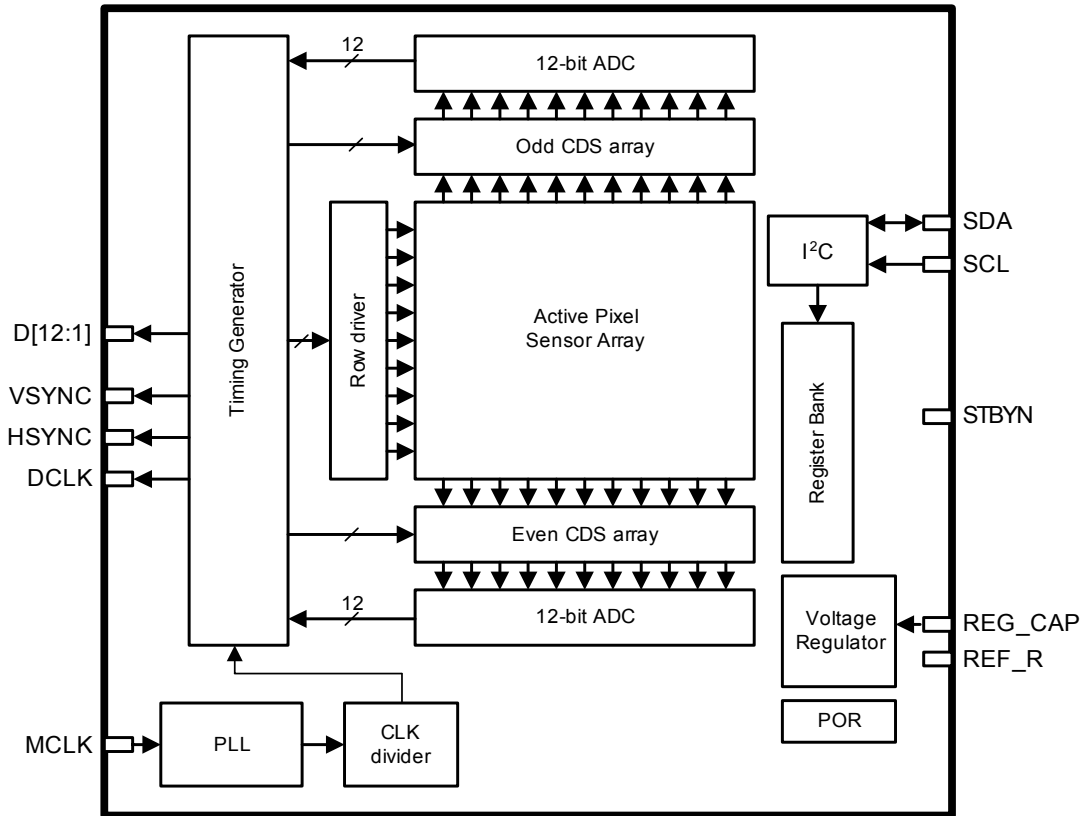 12
12-bit ADC
Odd CDS array
SDA
I²C
SCL
Timing Generator
Row driver
Active Pixel
Sensor Array
D[12:1]
VSYNC
HSYNC
DCLK
Register Bank
STBYN
Even CDS array
12
12-bit ADC
Voltage
Regulator
REG_CAP
REF_R
MCLK
PLL
CLK
divider
POR